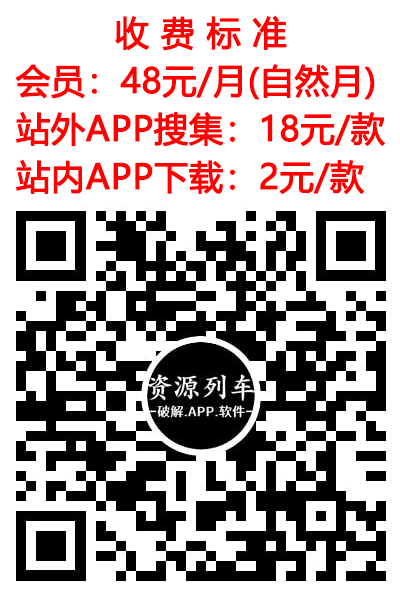 收费标准
会员：48元/月(自然月)
站外APP搜集：18元/款
站内APP下载：2元/款
资源列车
破解.APP.软件